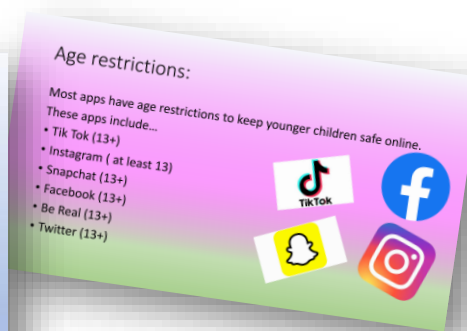 Age restrictions:
Most apps have age restrictions to keep younger children safe online.
These apps include...
• Tik Tok (13+)
• Instagram ( at least 13)
• Snapchat (13+)
• Facebook (13+)
• Be Real (13+)
• Twitter (13+)
TikTok